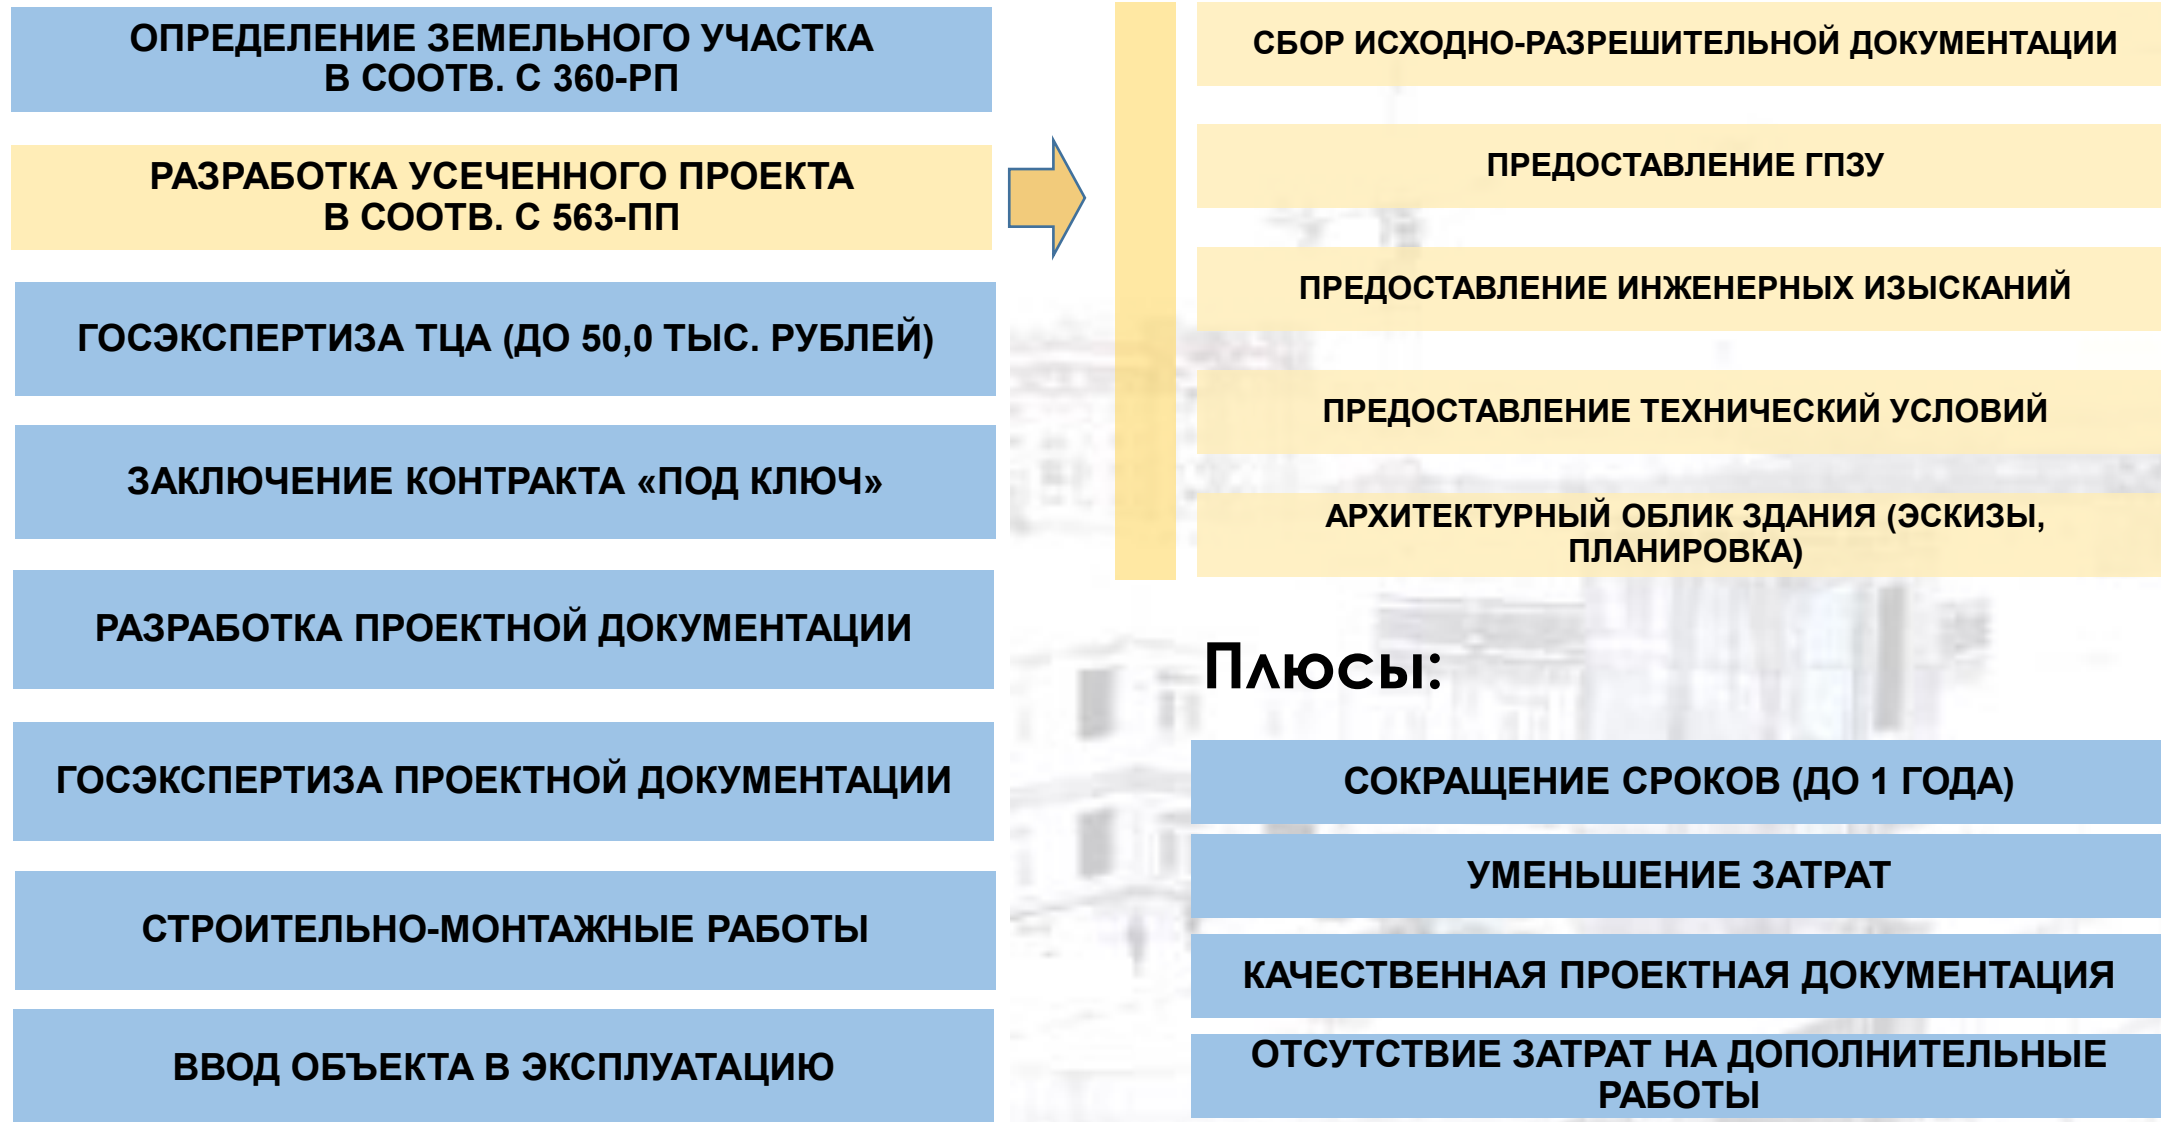 ОПРЕДЕЛЕНИЕ ЗЕМЕЛЬНОГО УЧАСТКА
В СООТВ. С 360-РП
РАЗРАБОТКА УСЕЧЕННОГО ПРОЕКТА
В СООТВ. С 563-ПП
ГОСЭКСПЕРТИЗА ТЦА (ДО 50,0 ТЫС. РУБЛЕЙ)
ЗАКЛЮЧЕНИЕ КОНТРАКТА «ПОД КЛЮЧ»
РАЗРАБОТКА ПРОЕКТНОЙ ДОКУМЕНТАЦИИ
ГОСЭКСПЕРТИЗА ПРОЕКТНОЙ ДОКУМЕНТАЦИИ
СТРОИТЕЛЬНО-МОНТАЖНЫЕ РАБОТЫ
ВВОД ОБЪЕКТА В ЭКСПЛУАТАЦИЮ
СБОР ИСХОДНО-РАЗРЕШИТЕЛЬНОЙ ДОКУМЕНТАЦИИ
ПРЕДОСТАВЛЕНИЕ ГПЗУ
ПРЕДОСТАВЛЕНИЕ ИНЖЕНЕРНЫХ ИЗЫСКАНИЙ
ПРЕДОСТАВЛЕНИЕ ТЕХНИЧЕСКИЙ УСЛОВИЙ
АРХИТЕКТУРНЫЙ ОБЛИК ЗДАНИЯ (ЭСКИЗЫ,
ПЛАНИРОВКА)
Плюсы:
СОКРАЩЕНИЕ СРОКОВ (ДО 1 ГОДА)
УМЕНЬШЕНИЕ ЗАТРАТ
КАЧЕСТВЕННАЯ ПРОЕКТНАЯ ДОКУМЕНТАЦИЯ
ОТСУТСТВИЕ ЗАТРАТ НА ДОПОЛНИТЕЛЬНЫЕ
РАБОТЫ